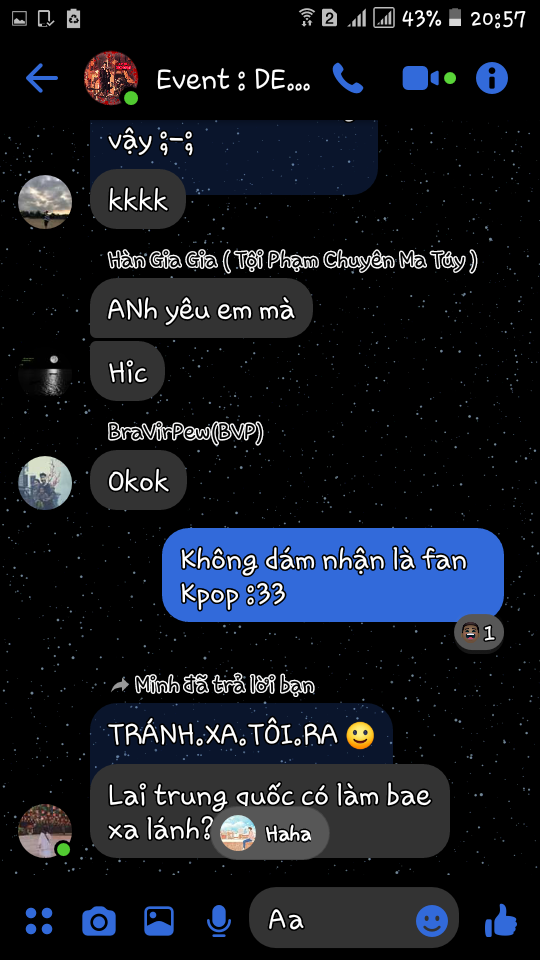 2
43%
20:57
Event : DE...
vậy ;-;
kkkk
Hàn Gia Gia ( Tội Phạm Chuyên Ma Túy )
ANh yêu em mà
Hic
BraVirPew(BVP)
Okok
Không dám nhận là fan
Kpop :33
1
Minh đã trả lời bạn
TRÁNH.XA.TÔI.RA 🙂
Lai trung quốc có làm bae
xa lánh?
Haha
Aa